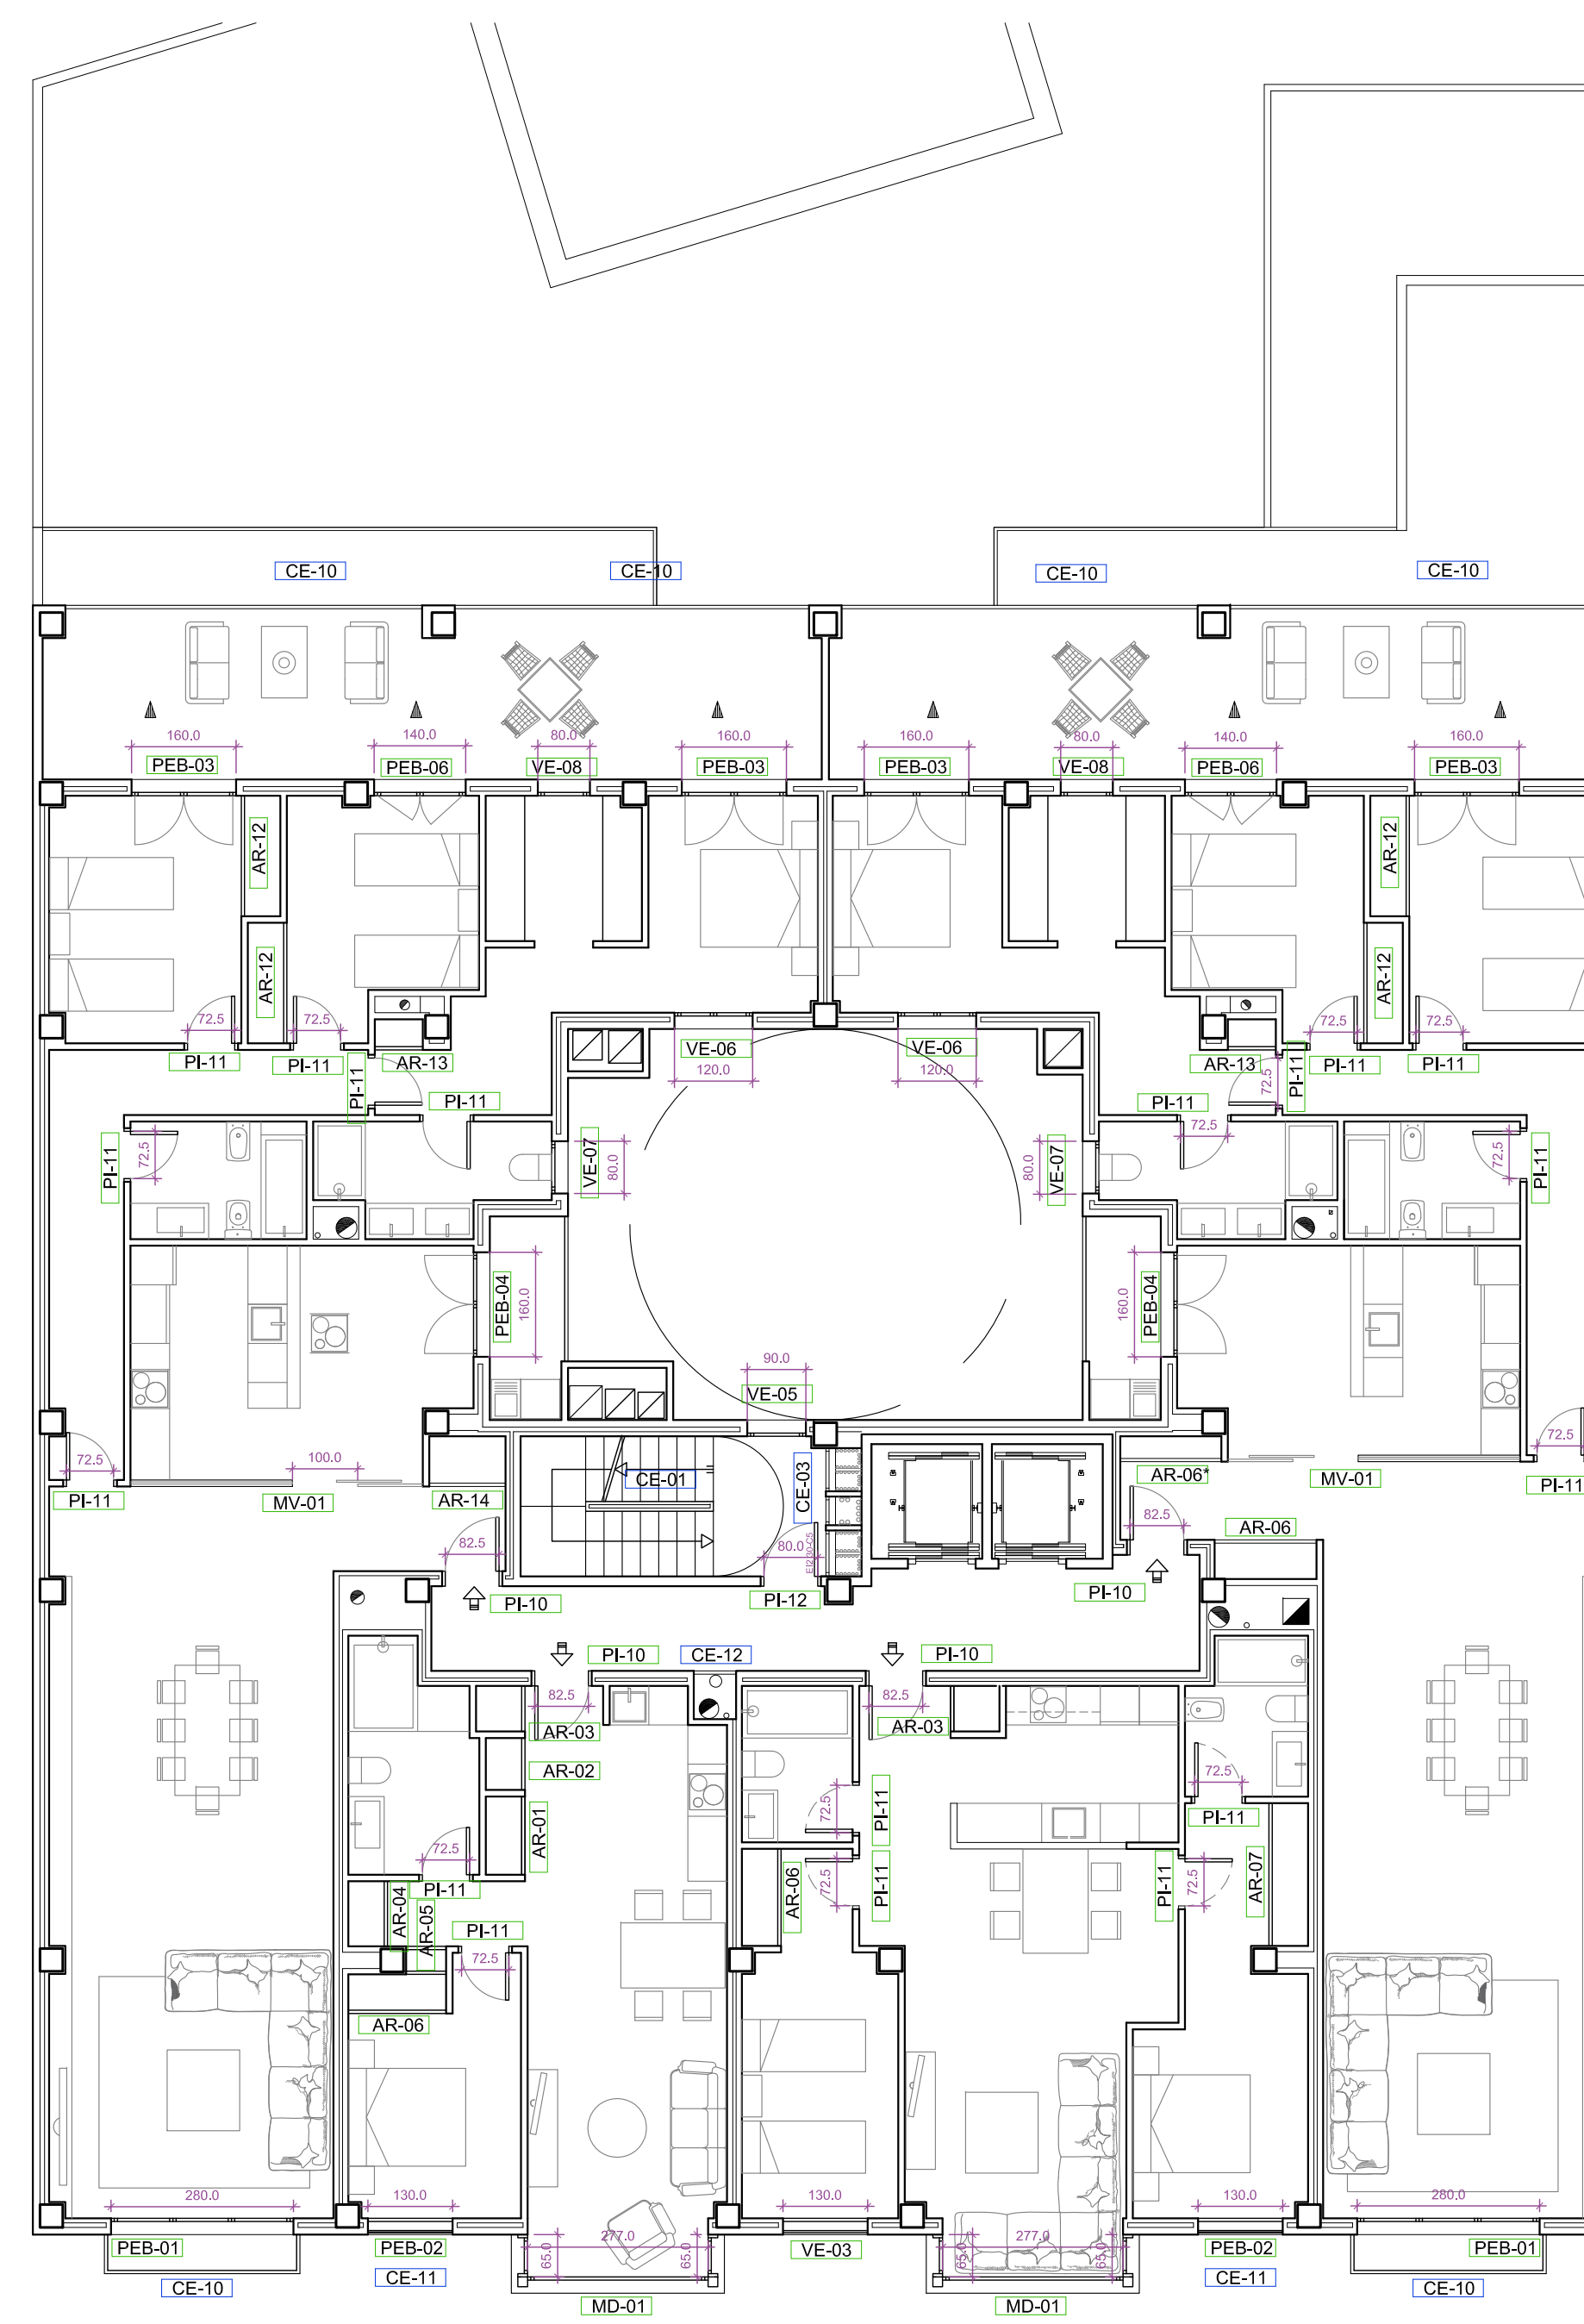 CE-10 CE-10 CE-10 CE-10
160.0 140.0 80.0 160.0 160.0 80.0 140.0 160.0
PEB-03 PEB-06 VE-08 PEB-03 PEB-03 VE-08 PEB-06 PEB-03
AR-12 AR-12
AR-12 AR-12
72.5 72.5 72.5 72.5
PI-11 PI-11 PI-11 AR-13 VE-06 VE-06 AR-13 PI-11 PI-11 PI-11
120.0 120.0 72.5
PI-11 PI-11
72.5
PI-11 72.5 VE-07 80.0 80.0 VE-07 72.5 PI-11
PEB-04 160.0 160.0 PEB-04
90.0
VE-05
72.5 100.0 72.5
CE-01 CE-03 AR-06* MV-01 PI-11
PI-11 MV-01 AR-14
82.5 80.0 EI2 30-C5 82.5 AR-06
PI-10 PI-12 PI-10
PI-10 CE-12 PI-10
82.5 82.5
AR-03 AR-03
AR-02 72.5
72.5 PI-11 PI-11
AR-01
72.5 72.5 PI-11 PI-11 72.5 AR-07
PI-11 AR-06
AR-04 AR-05 PI-11
72.5
AR-06
280.0 130.0 130.0 130.0 280.0
277.0 277.0
65.0 65.0 65.0 65.0
PEB-01 PEB-02 VE-03 PEB-02 PEB-01
CE-10 CE-11 CE-11 CE-10
MD-01 MD-01